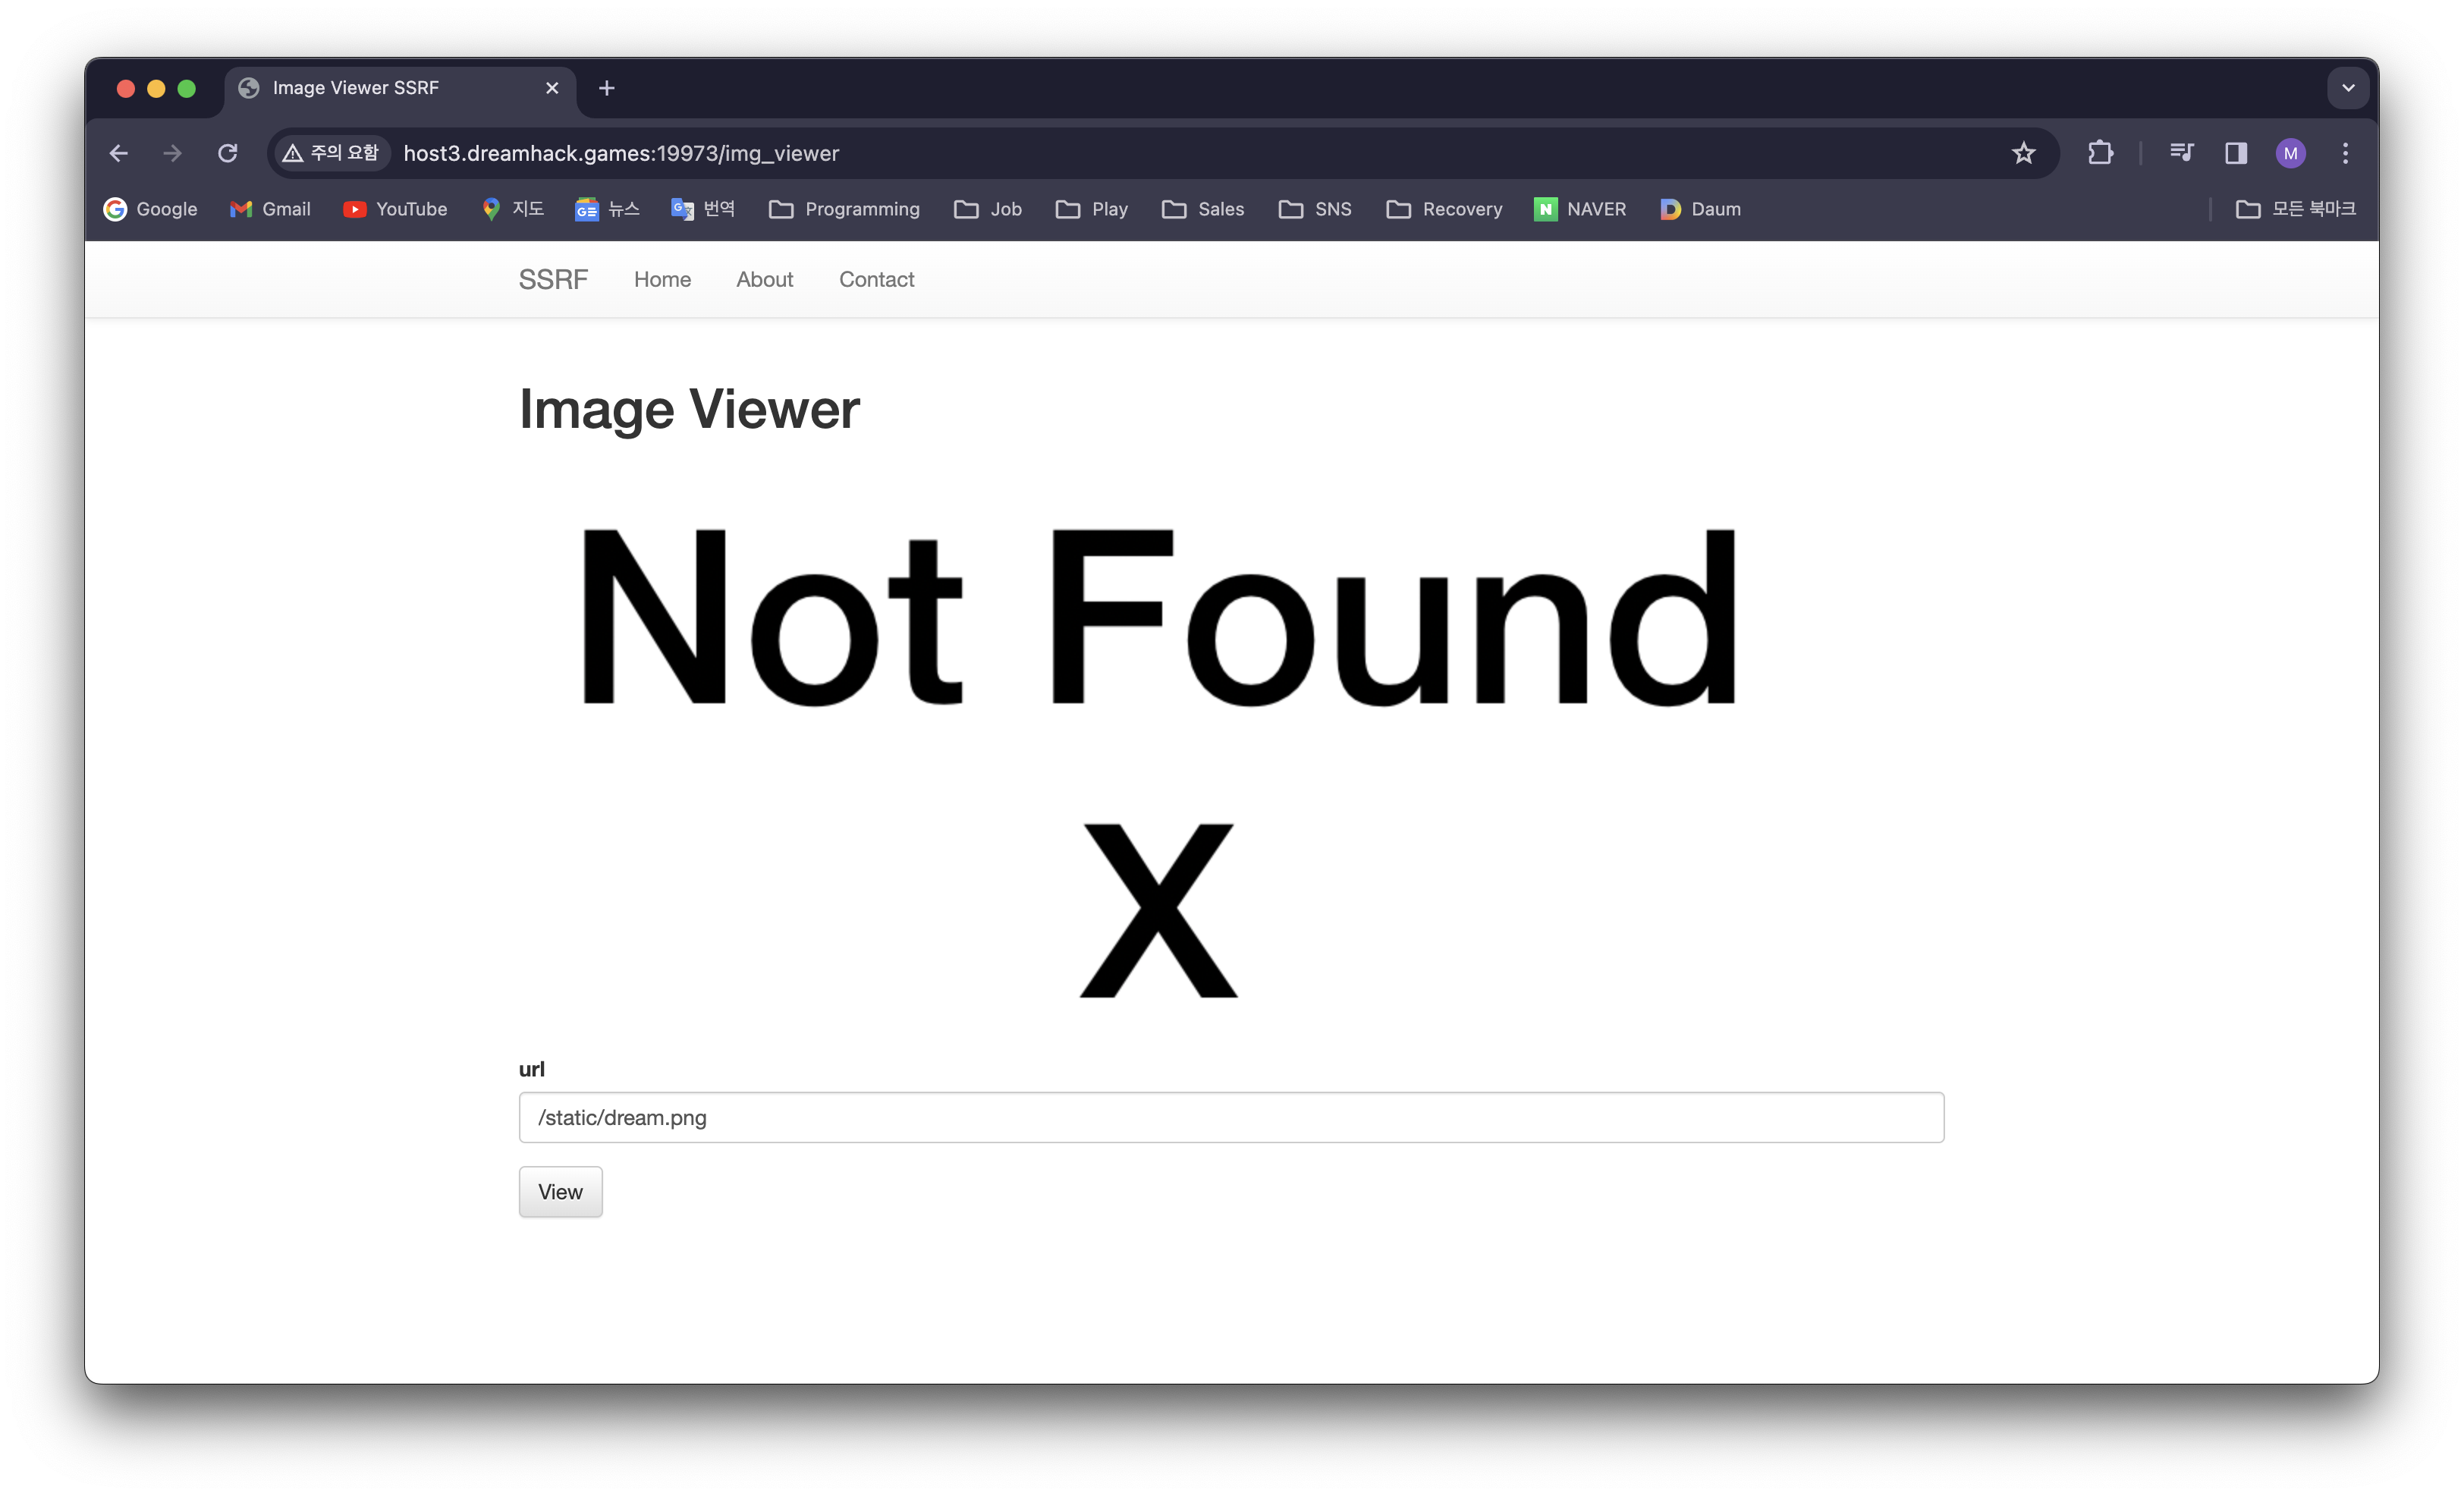 Image Viewer SSRF
주의 요함 host3.dreamhack.games:19973/img_viewer
M
Google Gmail YouTube 지도 뉴스 번역 Programming Job Play Sales SNS Recovery NAVER Daum 모든 북마크
SSRF Home About Contact
Image Viewer
Not Found
X
url
/static/dream.png
View